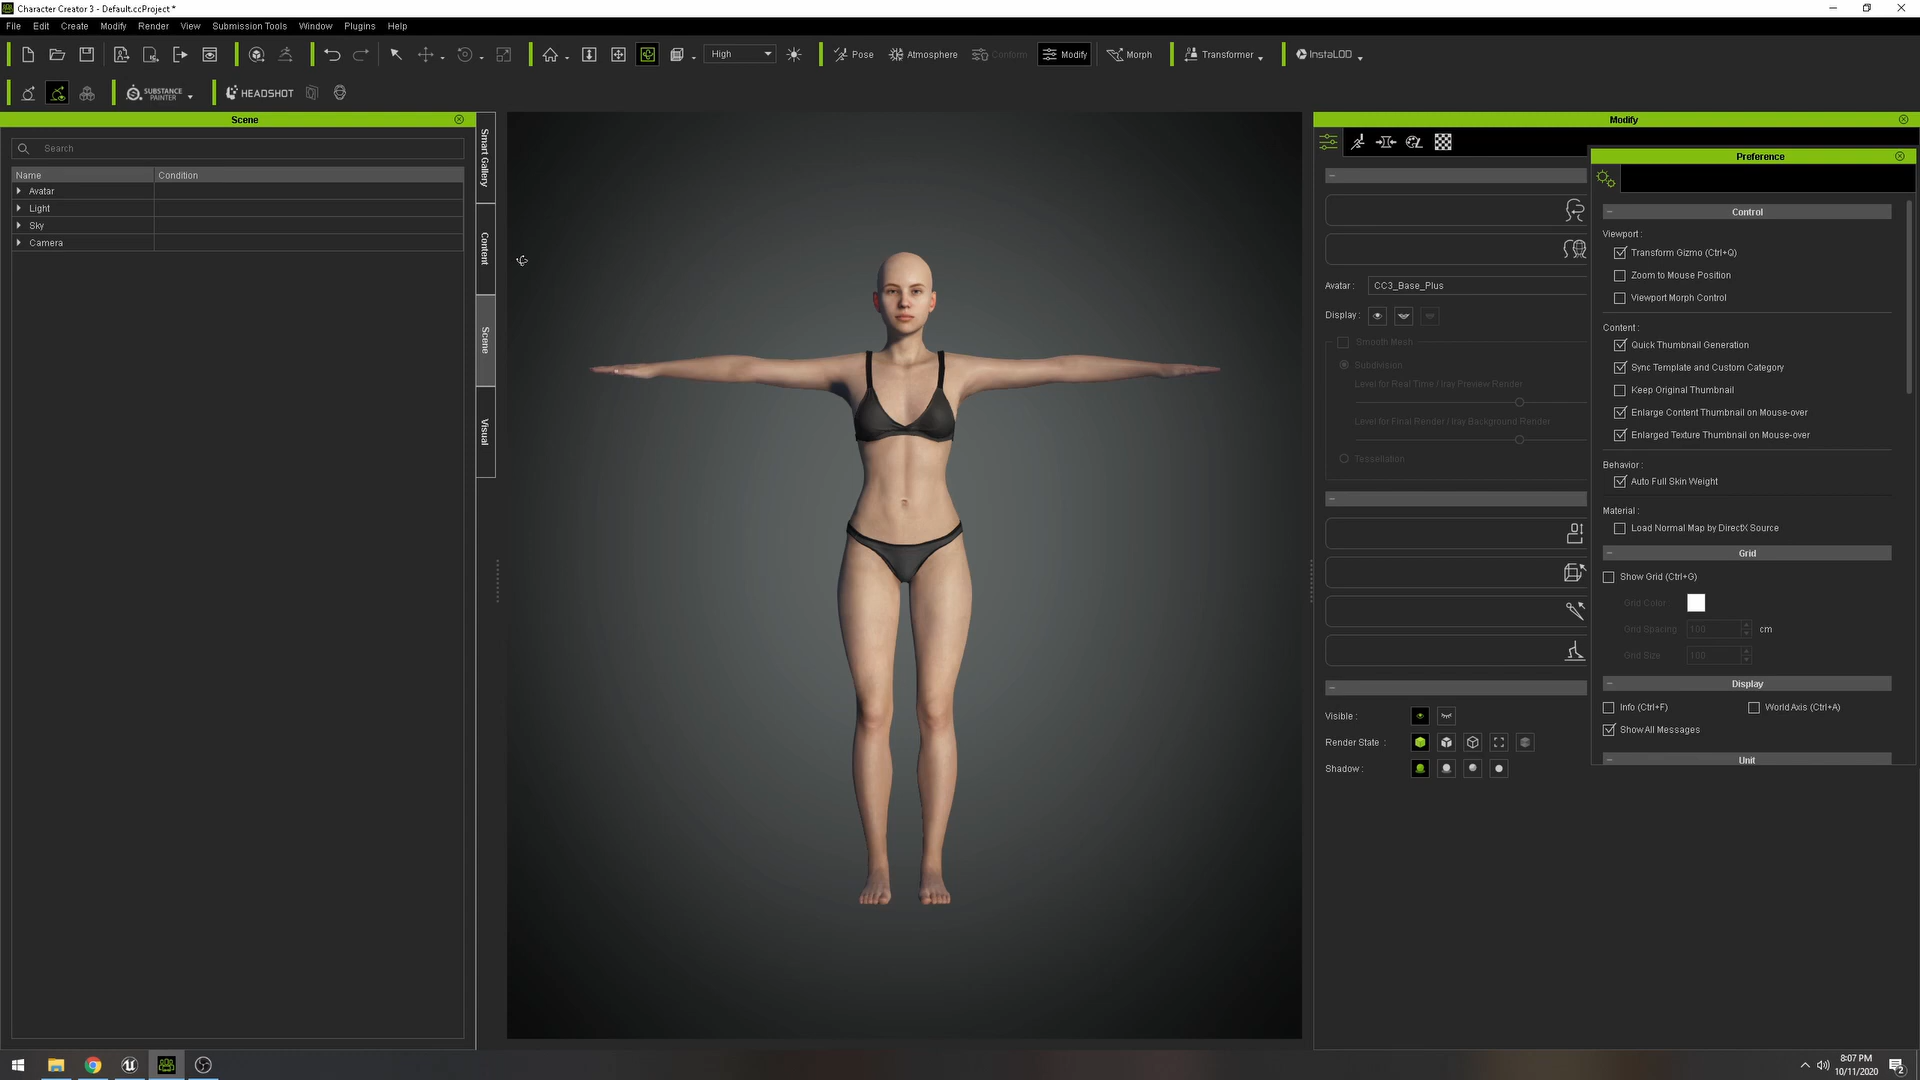 Character Creator 3 - Default.ccProject *
File Edit Create Modify Render View Submission Tools Window Plugins Help
High Pose Atmosphere Conform Modify Morph Transformer InstaLOD
SUBSTANCE PAINTER HEADSHOT
Scene
Search
Name Condition
Avatar
Light
Sky
Camera
Smart Gallery
Content
Scene
Visual
Modify
Avatar : CC3_Base_Plus
Display :
Smooth Mesh
Subdivision
Level for Real Time / Iray Preview Render
Level for Final Render / Iray Background Render
Tessellation
Visible :
Render State :
Shadow :
Preference
Control
Viewport :
Transform Gizmo (Ctrl+Q)
Zoom to Mouse Position
Viewport Morph Control
Content :
Quick Thumbnail Generation
Sync Template and Custom Category
Keep Original Thumbnail
Enlarge Content Thumbnail on Mouse-over
Enlarged Texture Thumbnail on Mouse-over
Behavior :
Auto Full Skin Weight
Material :
Load Normal Map by DirectX Source
Grid
Show Grid (Ctrl+G)
Grid Color
Grid Spacing 100 cm
Grid Size 100
Display
Info (Ctrl+F) World Axis (Ctrl+A)
Show All Messages
Unit
8:07 PM
10/11/2020
2